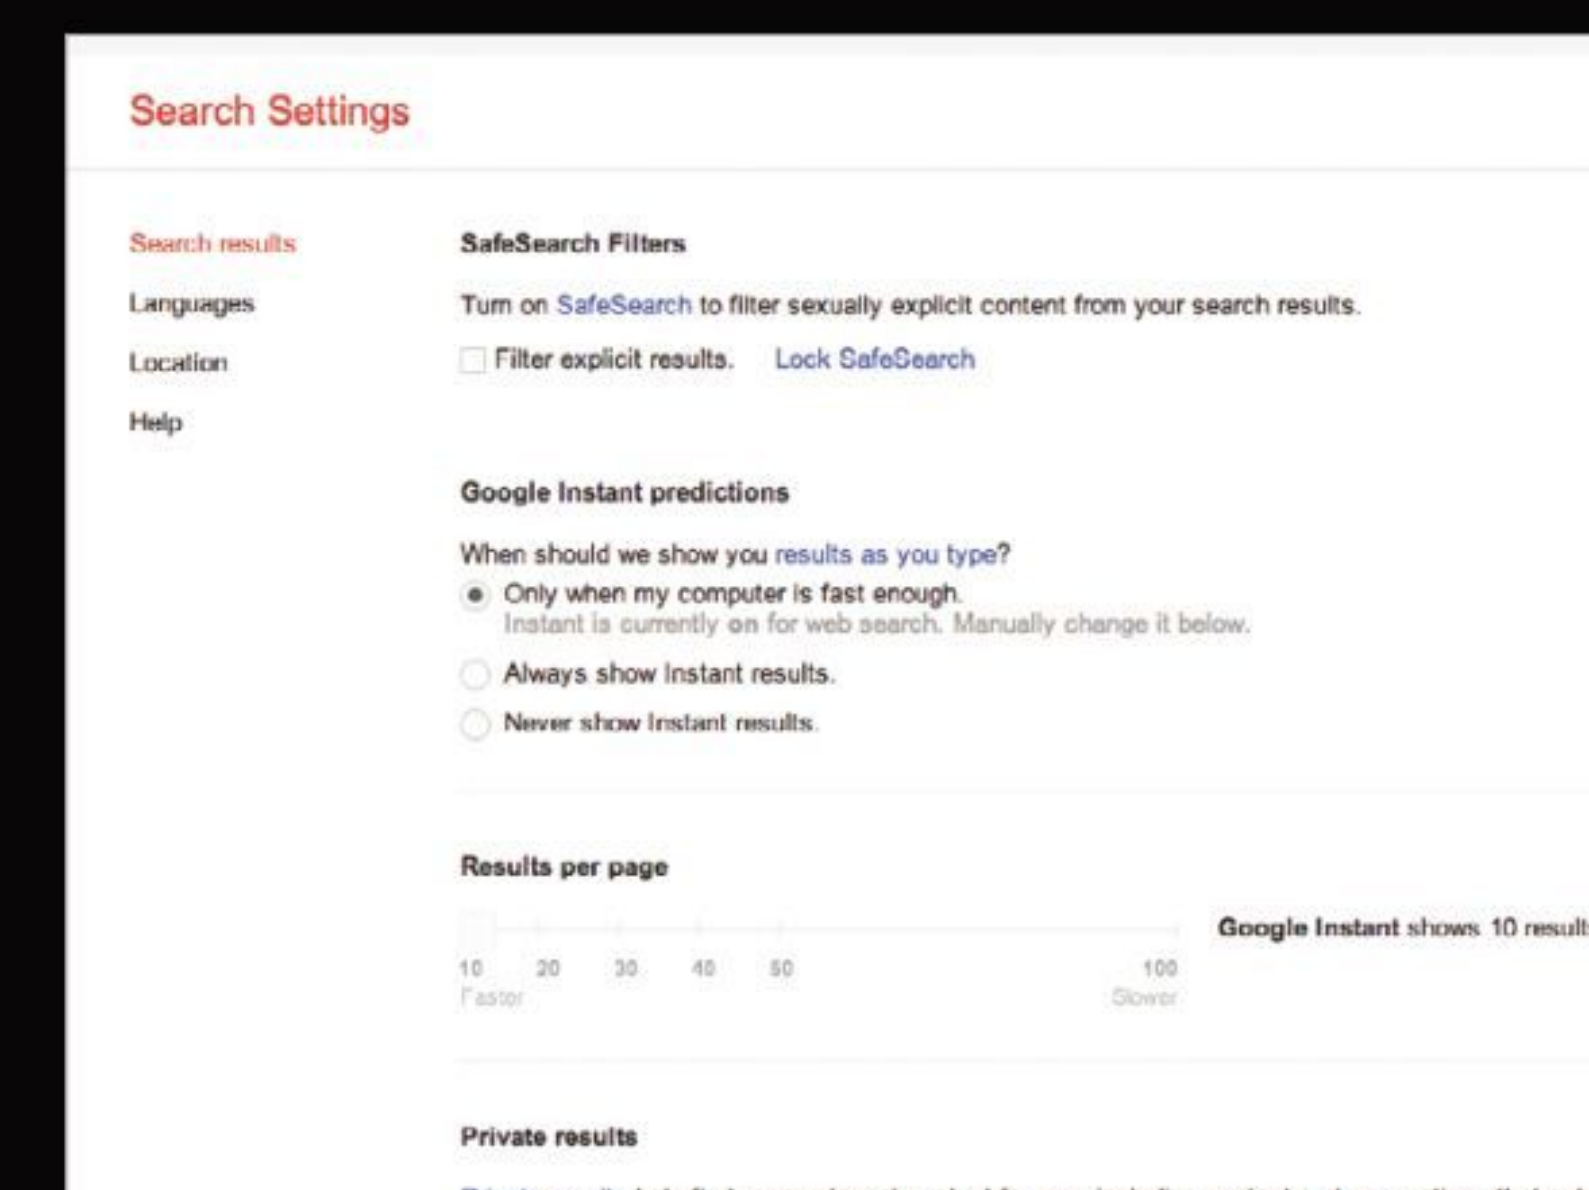 Search Settings
Search results
Languages
Location
Help
SafeSearch Filters
Turn on SafeSearch to filter sexually explicit content from your search results.
Filter explicit results. Lock SafeSearch
Google Instant predictions
When should we show you results as you type?
Only when my computer is fast enough.
Instant is currently on for web search. Manually change it below.
Always show Instant results.
Never show Instant results.
Results per page
Google Instant shows 10 result
10 20 30 40 50 100
Faster Slower
Private results